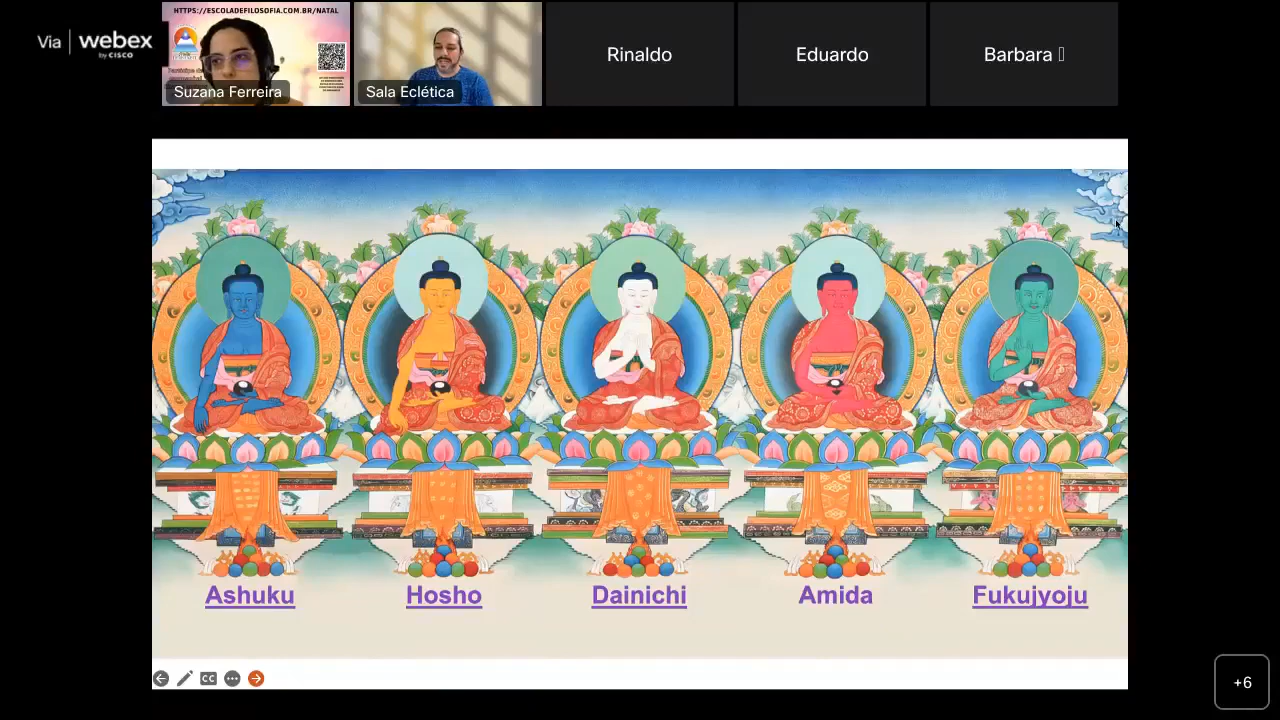 HTTPS://ESCOLADEFILOSOFIA.COM.BR/NATAL
Via | webex
by CISCO
Suzana Ferreira
Sala Eclética
Rinaldo
Eduardo
Barbara
Ashuku
Hosho
Dainichi
Amida
Fukujyoju
CC
+6